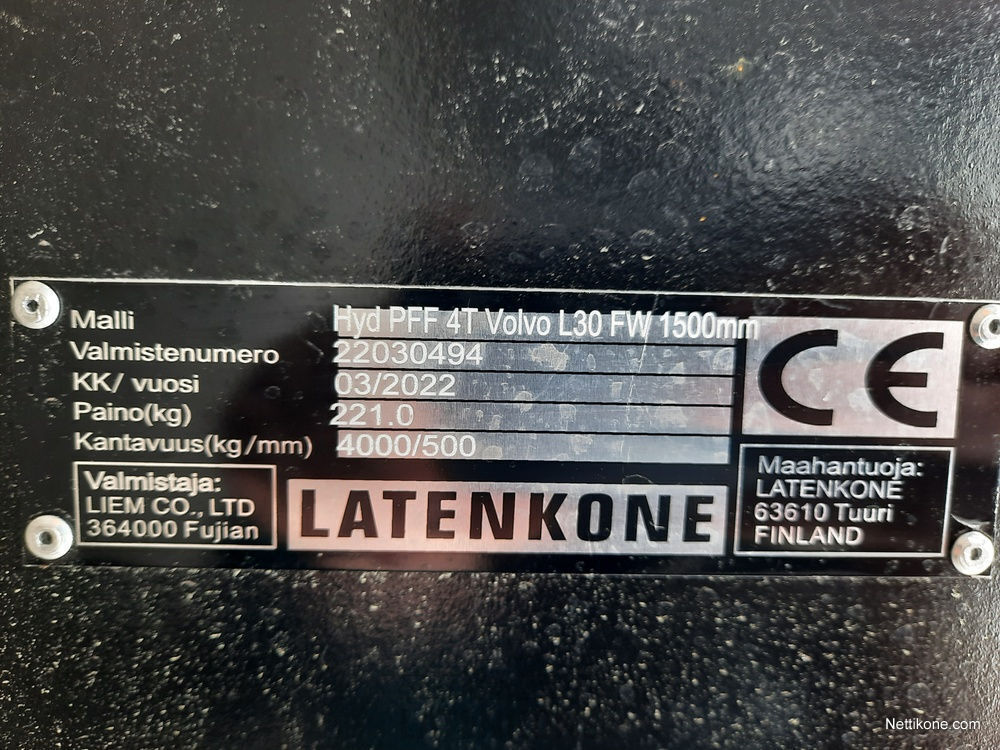 Malli Hyd PFF 4T Volvo L30 FW 1500mm
Valmistenumero 22030494
KK/ vuosi 03/2022
Paino(kg) 221.0
Kantavuus(kg/mm) 4000/500
CE
Valmistaja:
LIEM CO., LTD
364000 Fujian
LATENKONE
Maahantuoja:
LATENKONE
63610 Tuuri
FINLAND
Nettikone.com